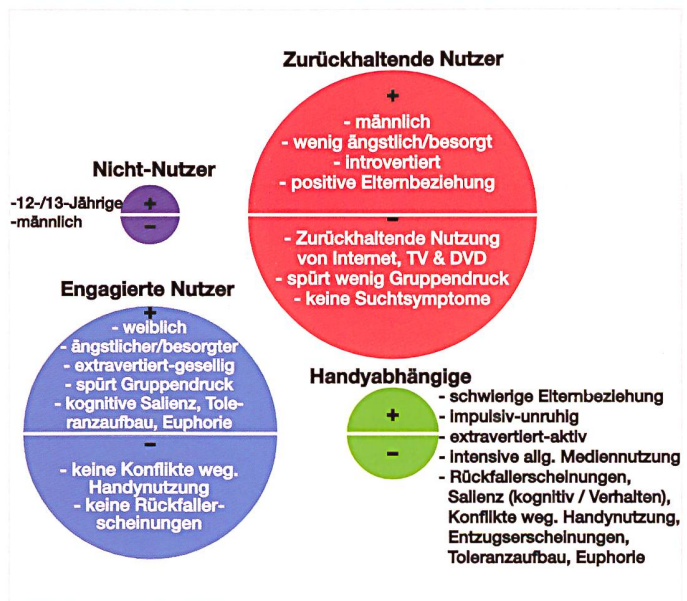 Zurückhaltende Nutzer
+
- männlich
- wenig ängstlich/besorgt
- introvertiert
- positive Elternbeziehung
-
- Zurückhaltende Nutzung
von Internet, TV & DVD
- spürt wenig Gruppendruck
- keine Suchtsymptome
Nicht-Nutzer
-12-/13-Jährige
-männlich
+
-
Engagierte Nutzer
+
- weiblich
- ängstlicher/besorgter
- extravertiert-gesellig
- spürt Gruppendruck
- kognitive Salienz, Tole-
ranzaufbau, Euphorie
-
- keine Konflikte weg.
Handynutzung
- keine Rückfaller-
scheinungen
Handyabhängige
+
-
- schwierige Elternbeziehung
- impulsiv-unruhig
- extravertiert-aktiv
- intensive allg. Mediennutzung
- Rückfallerscheinungen,
Salienz (kognitiv / Verhalten),
Konflikte weg. Handynutzung,
Entzugserscheinungen,
Toleranzaufbau, Euphorie